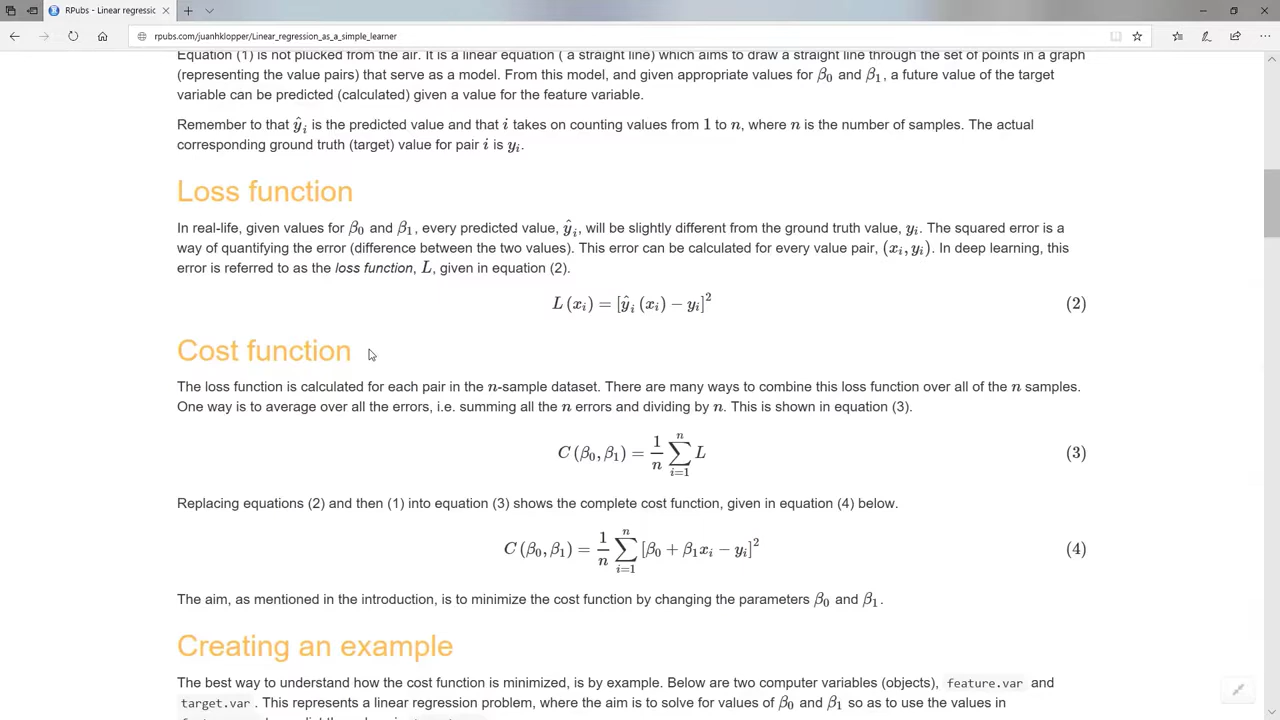 RPubs - Linear regressi
rpubs.com/juanhklopper/Linear_regression_as_a_simple_learner
Equation (1) is not plucked from the air. It is a linear equation ( a straight line) which aims to draw a straight line through the set of points in a graph
(representing the value pairs) that serve as a model. From this model, and given appropriate values for β₀ and β₁, a future value of the target
variable can be predicted (calculated) given a value for the feature variable.
Remember to that ŷᵢ is the predicted value and that i takes on counting values from 1 to n, where n is the number of samples. The actual
corresponding ground truth (target) value for pair i is yᵢ.
Loss function
In real-life, given values for β₀ and β₁, every predicted value, ŷᵢ, will be slightly different from the ground truth value, yᵢ. The squared error is a
way of quantifying the error (difference between the two values). This error can be calculated for every value pair, (xᵢ, yᵢ). In deep learning, this
error is referred to as the loss function, L, given in equation (2).
L (xᵢ) = [ŷᵢ (xᵢ) − yᵢ]² (2)
Cost function
The loss function is calculated for each pair in the n-sample dataset. There are many ways to combine this loss function over all of the n samples.
One way is to average over all the errors, i.e. summing all the n errors and dividing by n. This is shown in equation (3).
C (β₀, β₁) = 1/n ∑ᵢ₌₁ⁿ L (3)
Replacing equations (2) and then (1) into equation (3) shows the complete cost function, given in equation (4) below.
C (β₀, β₁) = 1/n ∑ᵢ₌₁ⁿ [β₀ + β₁xᵢ − yᵢ]² (4)
The aim, as mentioned in the introduction, is to minimize the cost function by changing the parameters β₀ and β₁.
Creating an example
The best way to understand how the cost function is minimized, is by example. Below are two computer variables (objects), feature.var and
target.var. This represents a linear regression problem, where the aim is to solve for values of β₀ and β₁ so as to use the values in